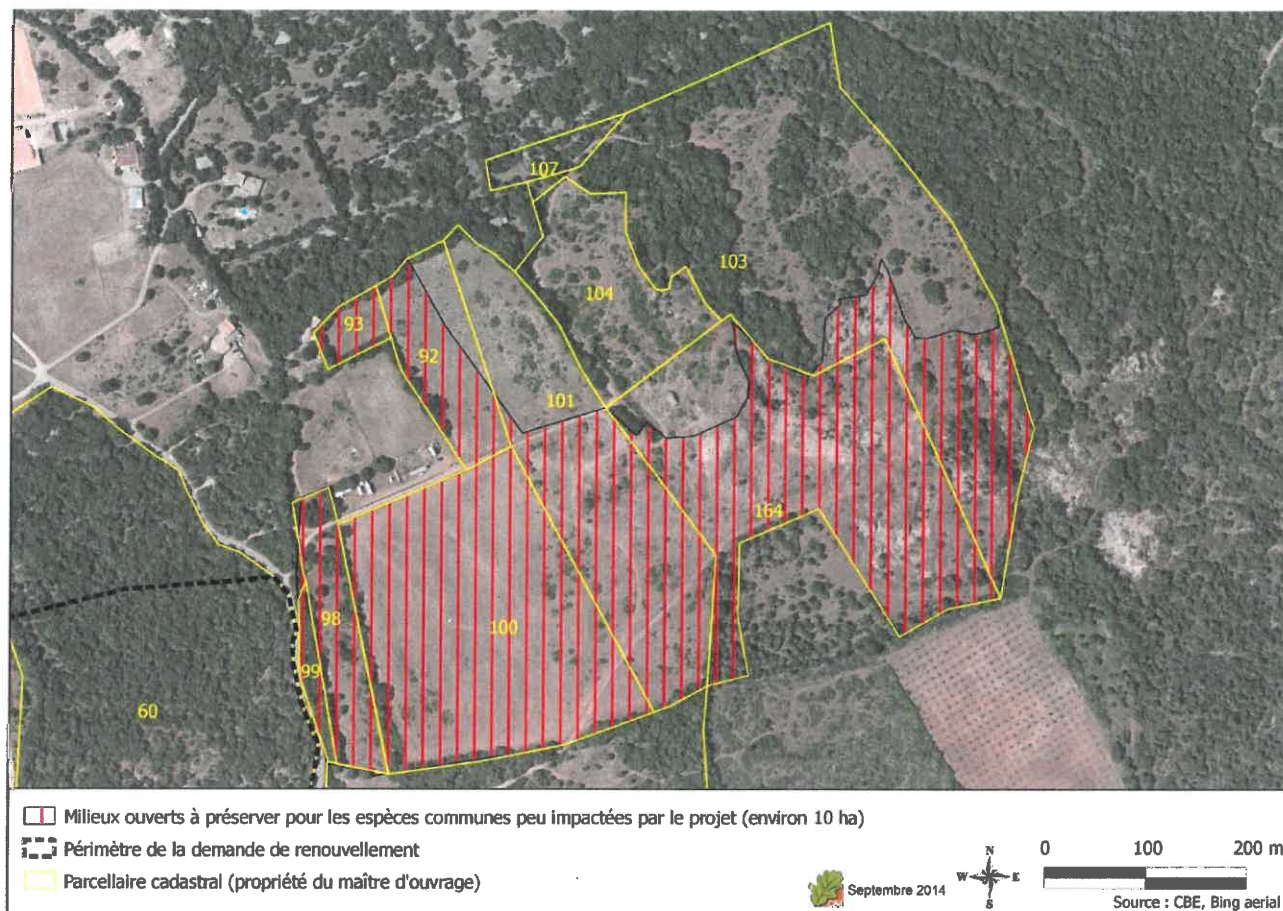 107
103
104
93
92
101
164
98
100
99
60
Milieux ouverts à préserver pour les espèces communes peu impactées par le projet (environ 10 ha)
Périmètre de la demande de renouvellement
Parcellaire cadastral (propriété du maître d'ouvrage)
Septembre 2014
N
W E
S
0 100 200 m
Source : CBE, Bing aerial